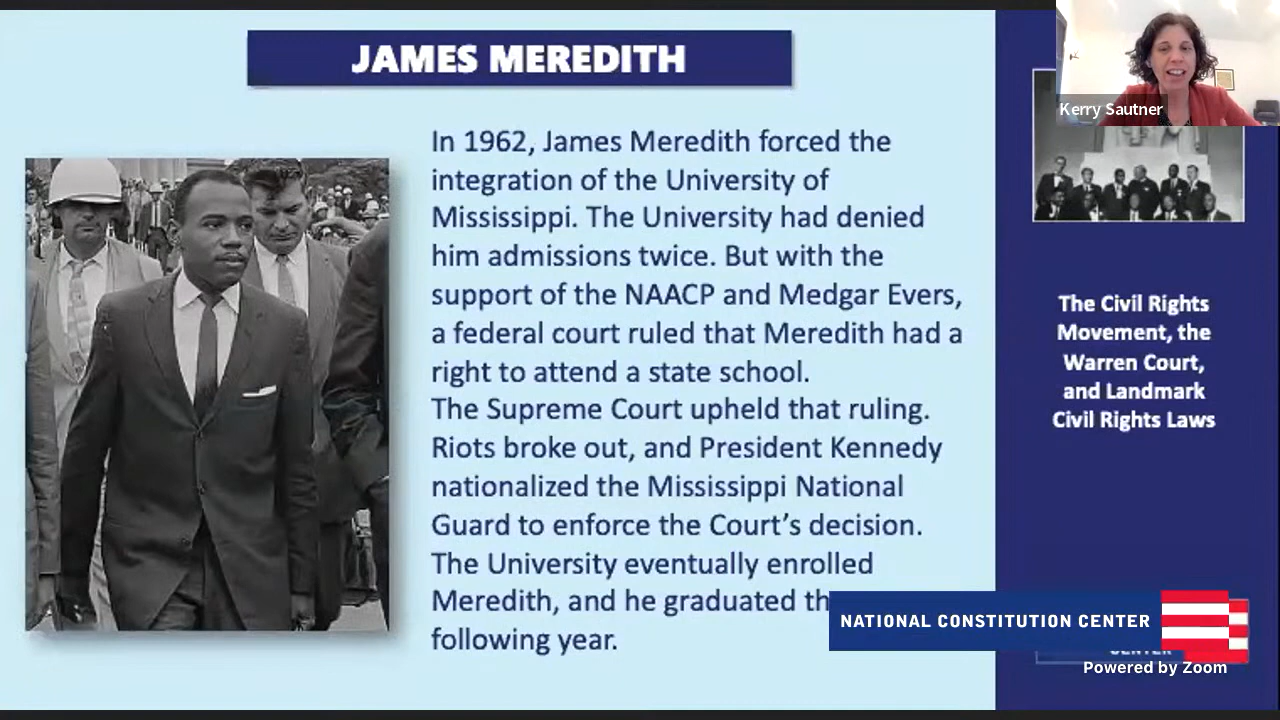 JAMES MEREDITH
In 1962, James Meredith forced the
integration of the University of
Mississippi. The University had denied
him admissions twice. But with the
support of the NAACP and Medgar Evers,
a federal court ruled that Meredith had a
right to attend a state school.
The Supreme Court upheld that ruling.
Riots broke out, and President Kennedy
nationalized the Mississippi National
Guard to enforce the Court’s decision.
The University eventually enrolled
Meredith, and he graduated th
following year.
Kerry Sautner
The Civil Rights
Movement, the
Warren Court,
and Landmark
Civil Rights Laws
NATIONAL CONSTITUTION CENTER
CENTER
Powered by Zoom